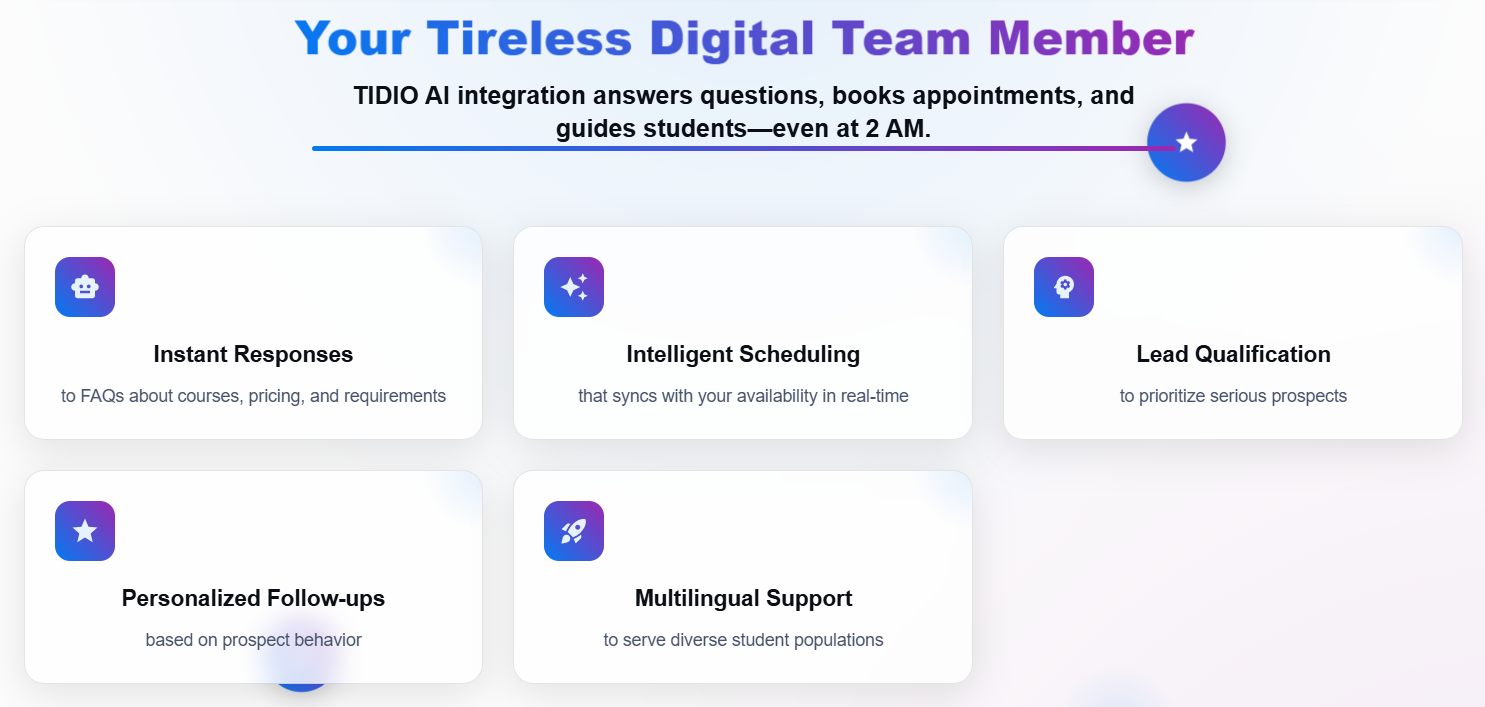 Your Tireless Digital Team Member
TIDIO AI integration answers questions, books appointments, and
guides students—even at 2 AM.
Instant Responses
to FAQs about courses, pricing, and requirements
Intelligent Scheduling
that syncs with your availability in real-time
Lead Qualification
to prioritize serious prospects
Personalized Follow-ups
based on prospect behavior
Multilingual Support
to serve diverse student populations